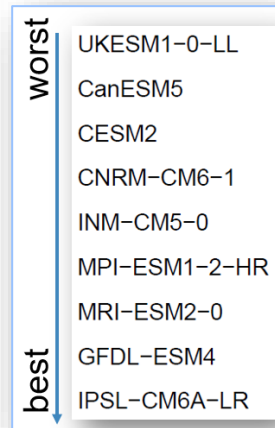 worst
UKESM1−0−LL
CanESM5
CESM2
CNRM−CM6−1
INM−CM5−0
MPI−ESM1−2−HR
MRI−ESM2−0
GFDL−ESM4
IPSL−CM6A−LR
best